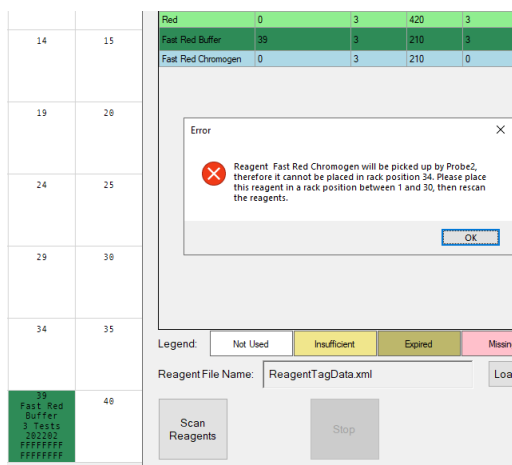 14 15
19 20
24 25
29 30
34 35
39
Fast Red
Buffer
3 Tests
202202
FFFFFFFF
FFFFFFFF
40
Red 0 3 420 3
Fast Red Buffer 39 3 210 3
Fast Red Chromogen 0 3 210 0
Error
Reagent Fast Red Chromogen will be picked up by Probe2,
therefore it cannot be placed in rack position 34. Please place
this reagent in a rack position between 1 and 30, then rescan
the reagents.
OK
Legend: Not Used Insufficient Expired Missin
Reagent File Name: ReagentTagData.xml Loa
Scan
Reagents
Stop